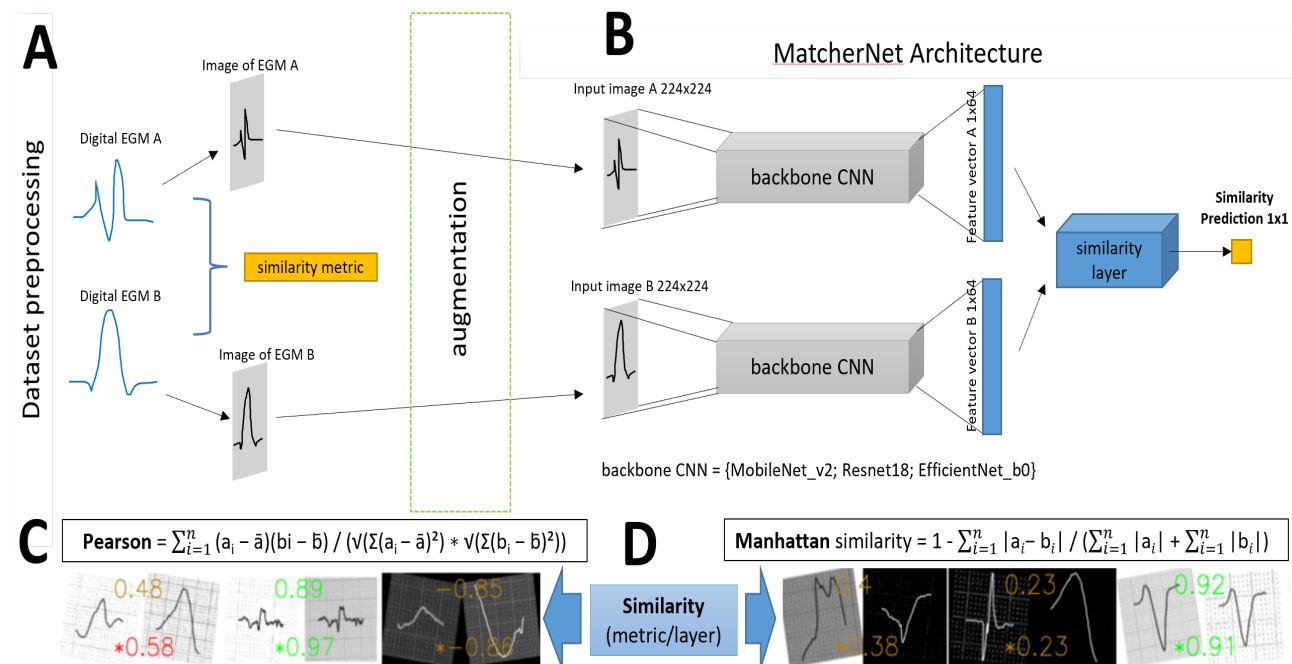 A
Dataset preprocessing
Image of EGM A
Digital EGM A
similarity metric
Digital EGM B
Image of EGM B
augmentation
B
MatcherNet Architecture
Input image A 224x224
backbone CNN
Feature vector A 1x64
Similarity
Prediction 1x1
similarity
layer
Input image B 224x224
backbone CNN
Feature vector B 1x64
backbone CNN = {MobileNet_v2; Resnet18; EfficientNet_b0}
C
Pearson = ∑ⁿᵢ₌₁ (aᵢ – ā)(bi – b̄) / (√(Σ(aᵢ – ā)²) * √(Σ(bᵢ – b̄)²))
0.48
*0.58
0.89
*0.97
-0.85
*-0.86
Similarity
(metric/layer)
D
Manhattan similarity = 1 - ∑ⁿᵢ₌₁ |aᵢ – bᵢ| / (∑ⁿᵢ₌₁ |aᵢ| + ∑ⁿᵢ₌₁ |bᵢ|)
0.4
*0.38
0.23
*0.23
0.92
*0.91